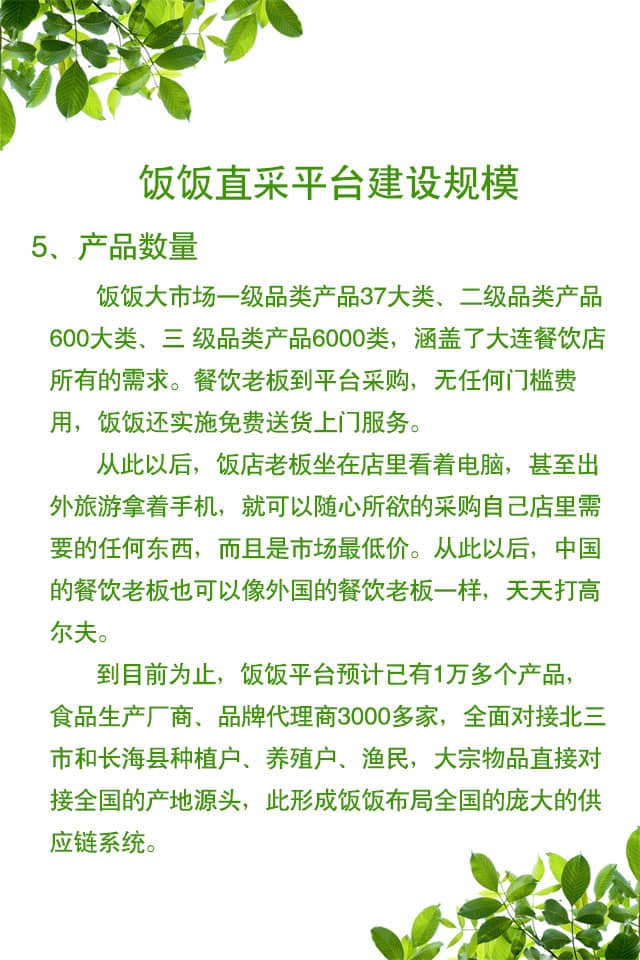 饭饭直采平台建设规模
5、产品数量
饭饭大市场一级品类产品37大类、二级品类产品
600大类、三 级品类产品6000类，涵盖了大连餐饮店
所有的需求。餐饮老板到平台采购，无任何门槛费
用，饭饭还实施免费送货上门服务。
从此以后，饭店老板坐在店里看着电脑，甚至出
外旅游拿着手机，就可以随心所欲的采购自己店里需
要的任何东西，而且是市场最低价。从此以后，中国
的餐饮老板也可以像外国的餐饮老板一样，天天打高
尔夫。
到目前为止，饭饭平台预计已有1万多个产品，
食品生产厂商、品牌代理商3000多家，全面对接北三
市和长海县种植户、养殖户、渔民，大宗物品直接对
接全国的产地源头，此形成饭饭布局全国的庞大的供
应链系统。